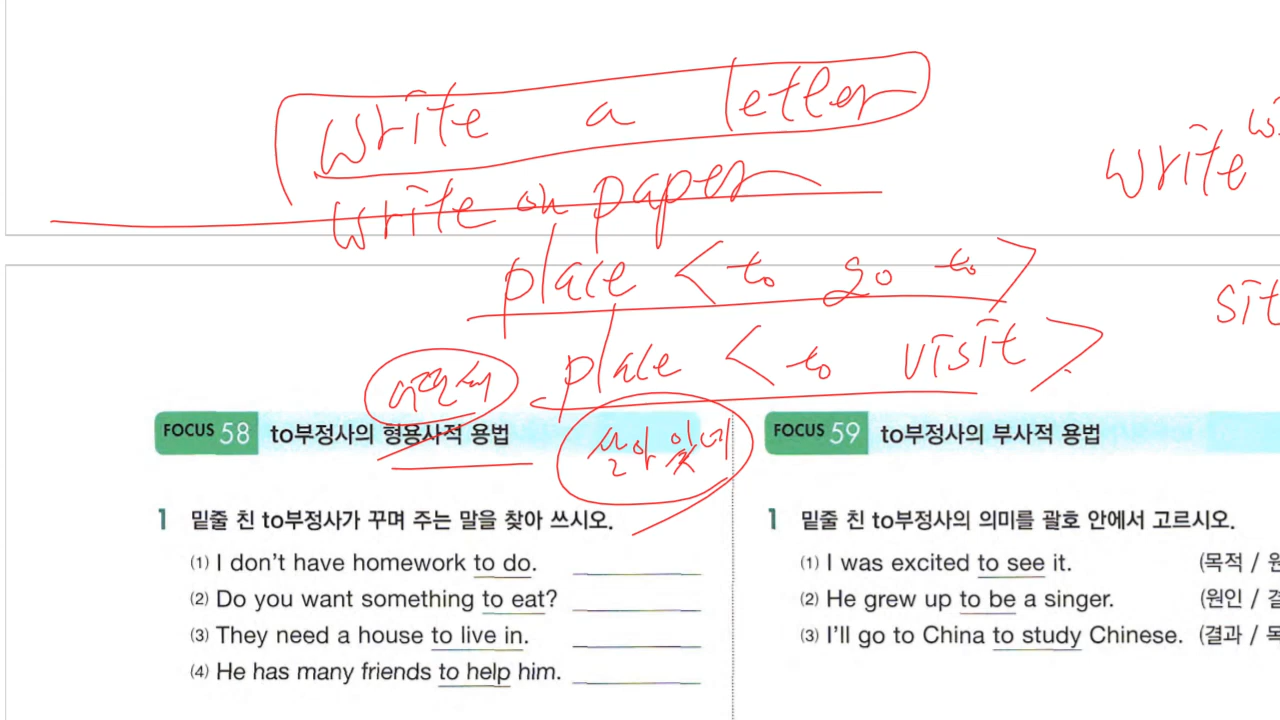 write a letter
write on paper
write
place < to go to >
sit
place < to visit >
FOCUS 58 to부정사의 형용사적 용법
FOCUS 59 to부정사의 부사적 용법
1 밑줄 친 to부정사가 꾸며 주는 말을 찾아 쓰시오.
(1) I don't have homework to do.
(2) Do you want something to eat?
(3) They need a house to live in.
(4) He has many friends to help him.
1 밑줄 친 to부정사의 의미를 괄호 안에서 고르시오.
(1) I was excited to see it. (목적 / 원
(2) He grew up to be a singer. (원인 / 결
(3) I'll go to China to study Chinese. (결과 / 목